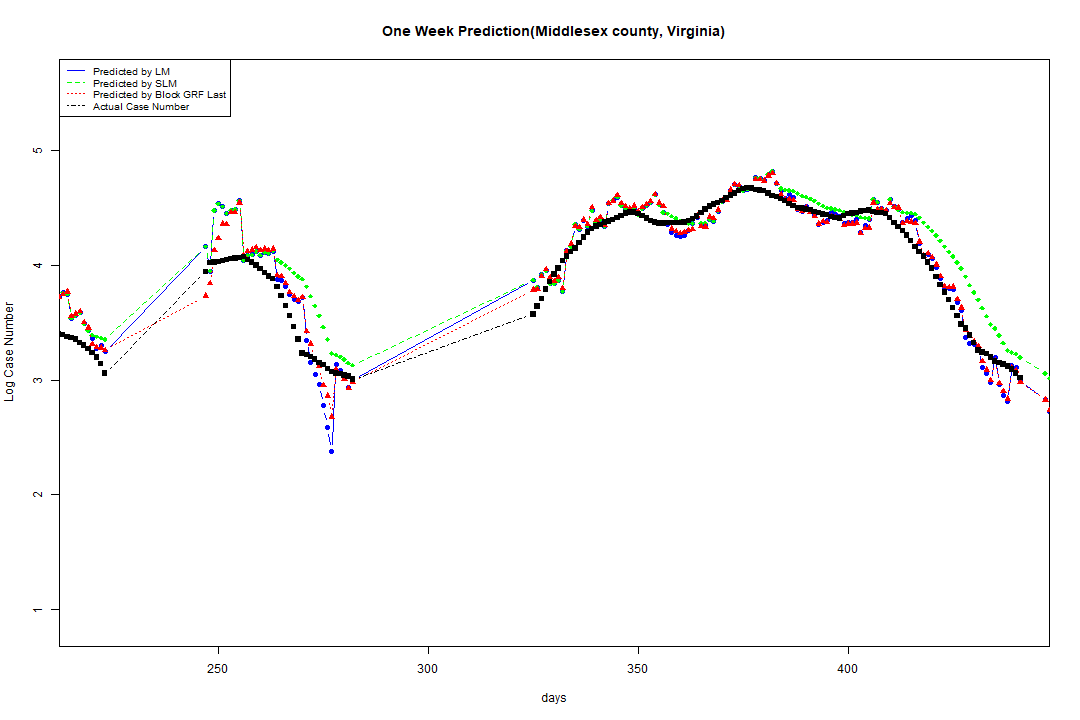 One Week Prediction(Middlesex county, Virginia)
Predicted by LM
Predicted by SLM
Predicted by Block GRF Last
Actual Case Number
5
4
3
2
1
Log Case Number
250
300
350
400
days